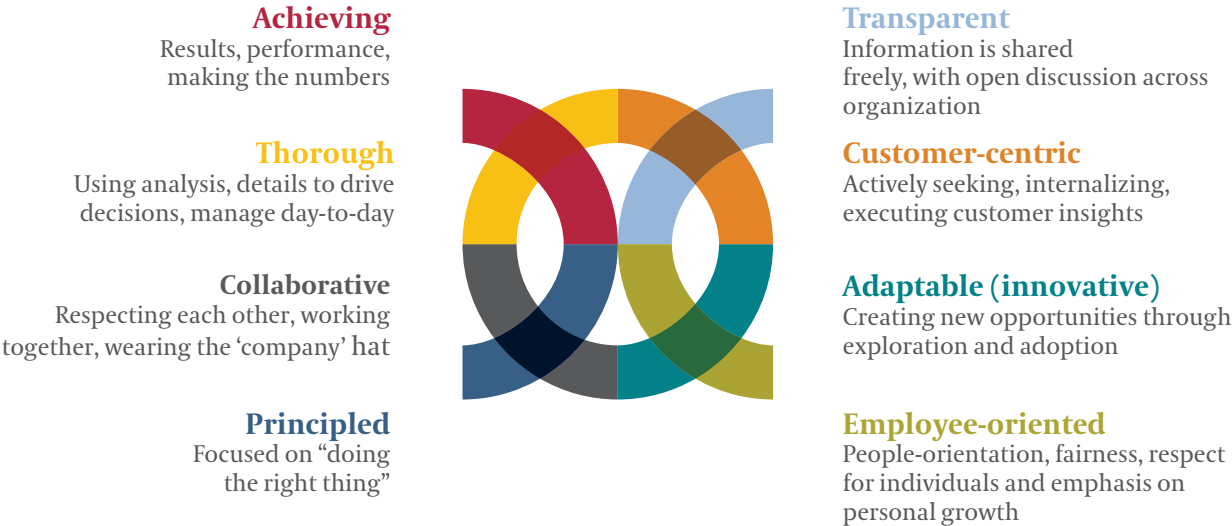 Achieving
Results, performance,
making the numbers
Thorough
Using analysis, details to drive
decisions, manage day-to-day
Collaborative
Respecting each other, working
together, wearing the ‘company’ hat
Principled
Focused on “doing
the right thing”
Transparent
Information is shared
freely, with open discussion across
organization
Customer-centric
Actively seeking, internalizing,
executing customer insights
Adaptable (innovative)
Creating new opportunities through
exploration and adoption
Employee-oriented
People-orientation, fairness, respect
for individuals and emphasis on
personal growth